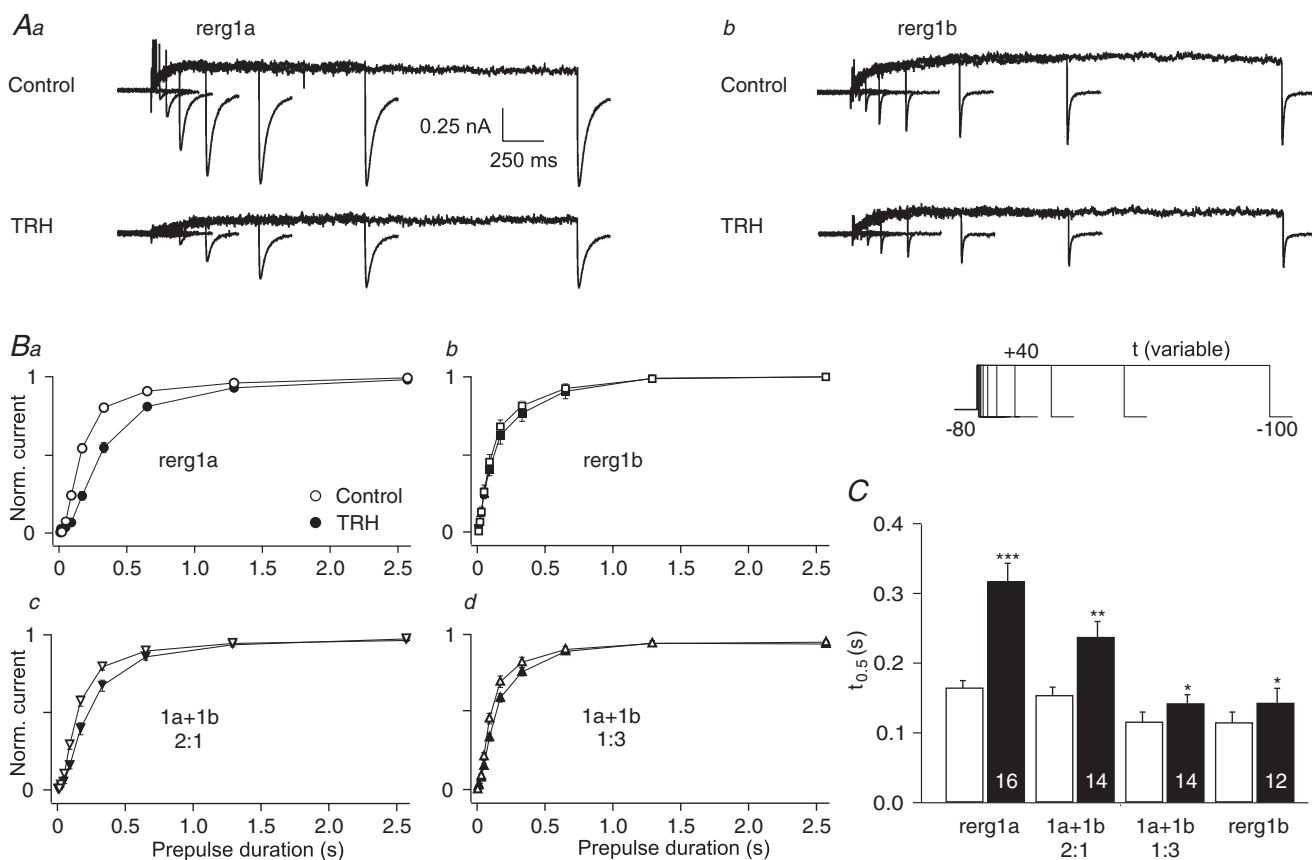 Aa
rerg1a
b
rerg1b
Control
Control
0.25 nA
250 ms
TRH
TRH
Ba
b
+40
t (variable)
-80
-100
Norm. current
1
0
rerg1a
Control
TRH
0
0.5
1.0
1.5
2.0
2.5
1
0
rerg1b
0
0.5
1.0
1.5
2.0
2.5
c
d
Norm. current
1
0
1a+1b
2:1
0
0.5
1.0
1.5
2.0
2.5
Prepulse duration (s)
1
0
1a+1b
1:3
0
0.5
1.0
1.5
2.0
2.5
Prepulse duration (s)
C
t0.5 (s)
0.4
0.3
0.2
0.1
0.0
***
**
*
*
16
14
14
12
rerg1a
1a+1b
2:1
1a+1b
1:3
rerg1b